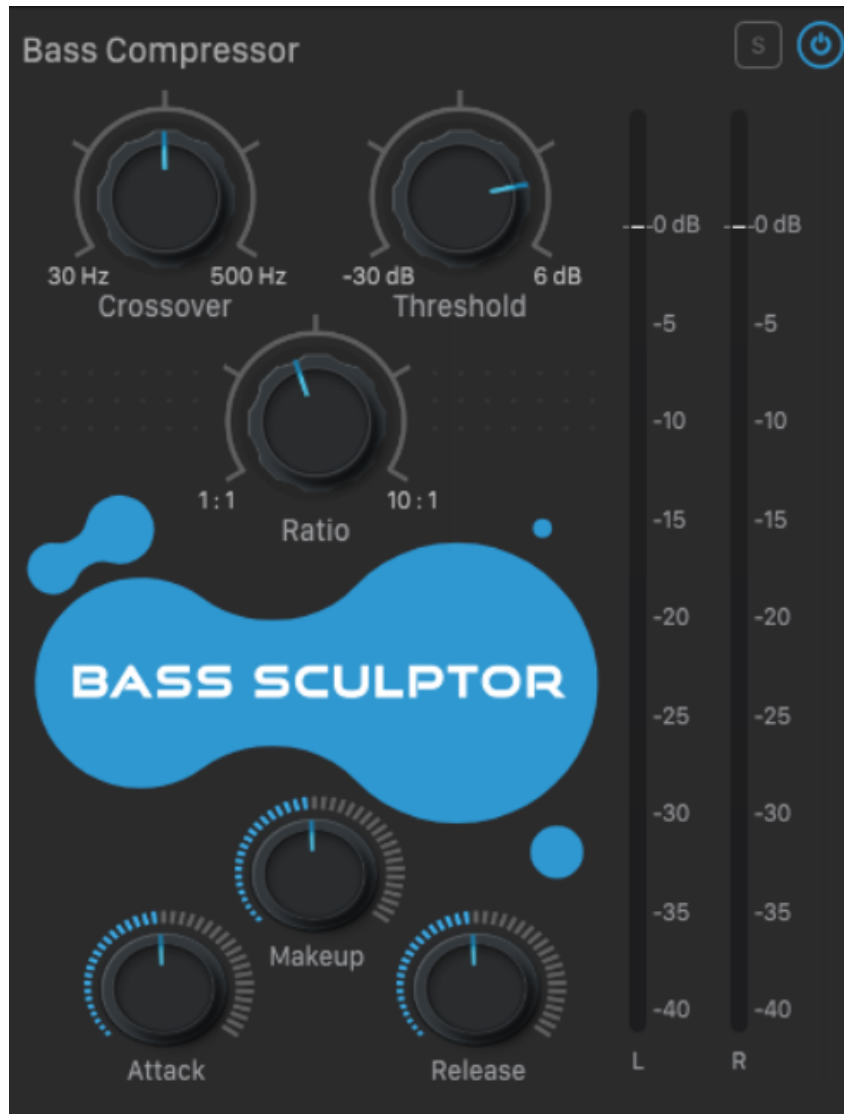 Bass Compressor
S
30 Hz
500 Hz
Crossover
-30 dB
6 dB
Threshold
1 : 1
10 : 1
Ratio
BASS SCULPTOR
Makeup
Attack
Release
0 dB
-5
-10
-15
-20
-25
-30
-35
-40
L
0 dB
-5
-10
-15
-20
-25
-30
-35
-40
R